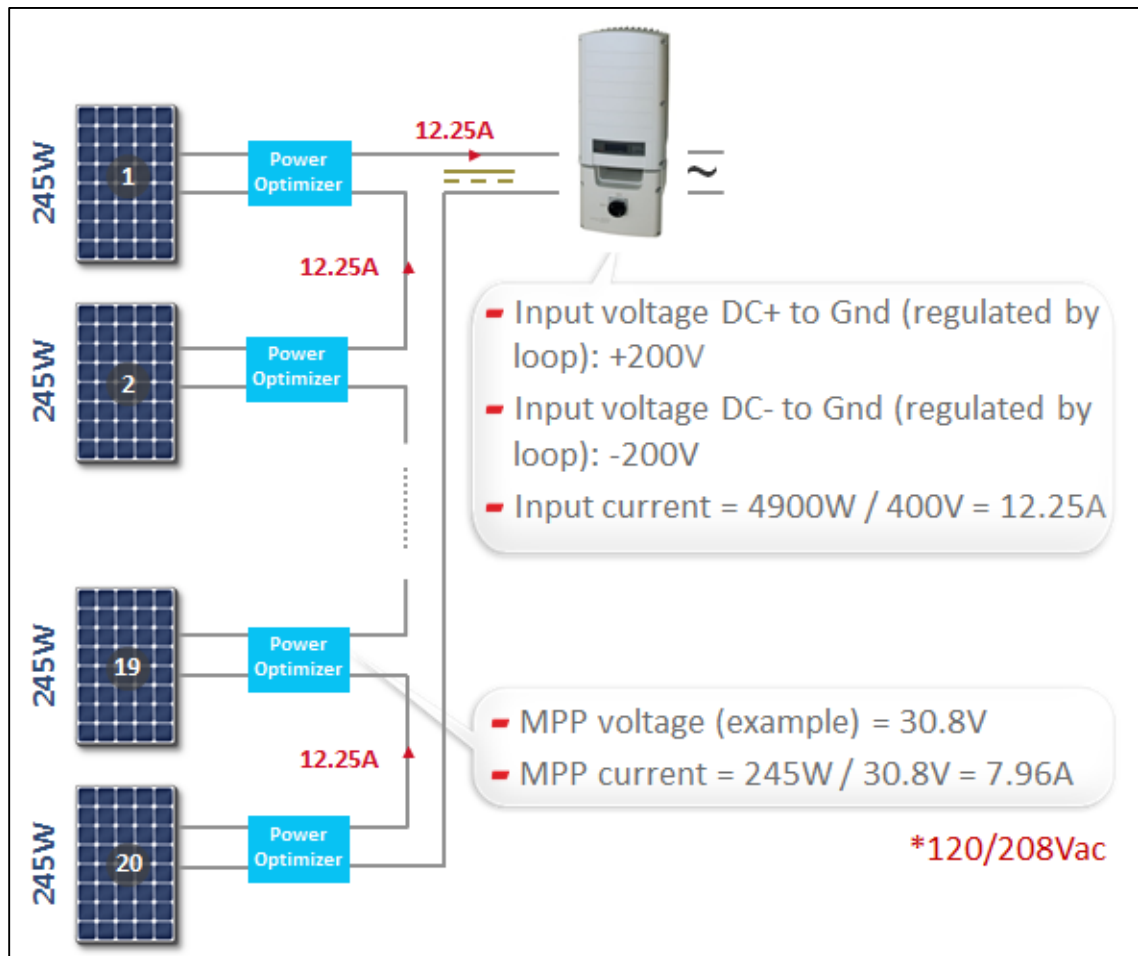 245W
1
Power
Optimizer
12.25A
~
12.25A
245W
2
Power
Optimizer
- Input voltage DC+ to Gnd (regulated by
loop): +200V
- Input voltage DC- to Gnd (regulated by
loop): -200V
- Input current = 4900W / 400V = 12.25A
245W
19
Power
Optimizer
12.25A
- MPP voltage (example) = 30.8V
- MPP current = 245W / 30.8V = 7.96A
245W
20
Power
Optimizer
*120/208Vac